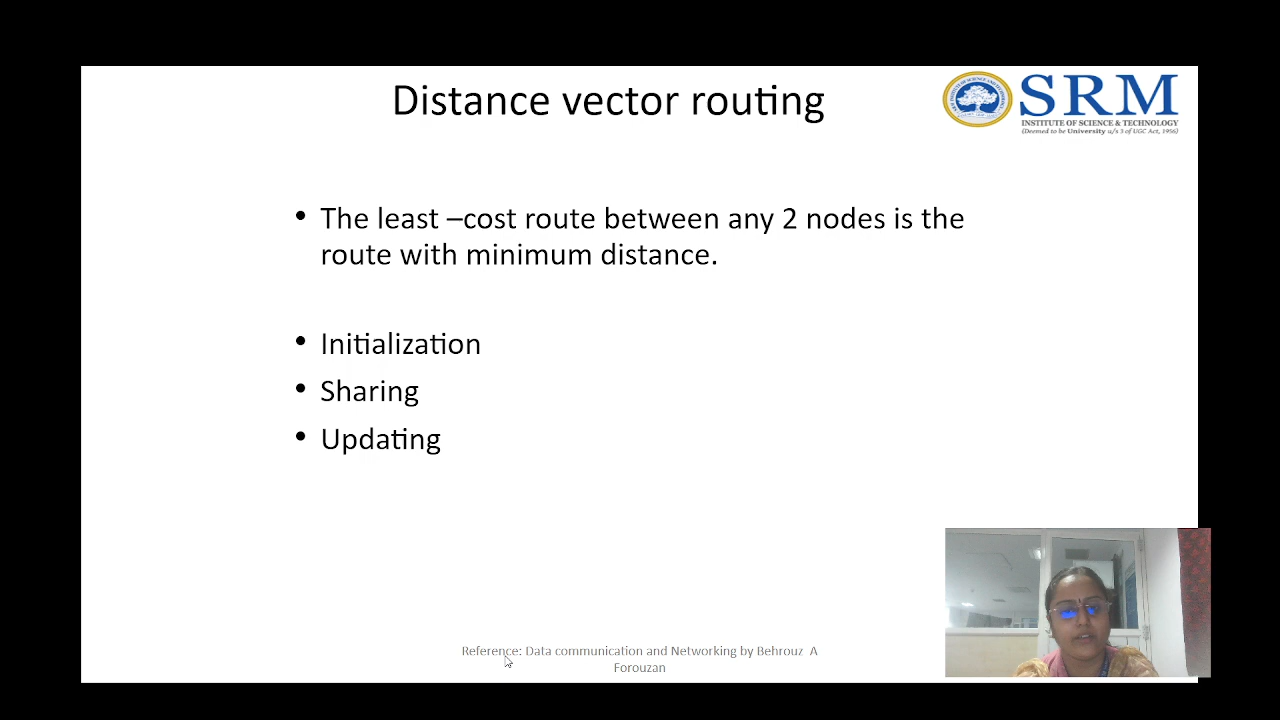 Distance vector routing
SRM
INSTITUTE OF SCIENCE & TECHNOLOGY
(Deemed to be University u/s 3 of UGC Act, 1956)
• The least –cost route between any 2 nodes is the
route with minimum distance.
• Initialization
• Sharing
• Updating
Reference: Data communication and Networking by Behrouz A
Forouzan